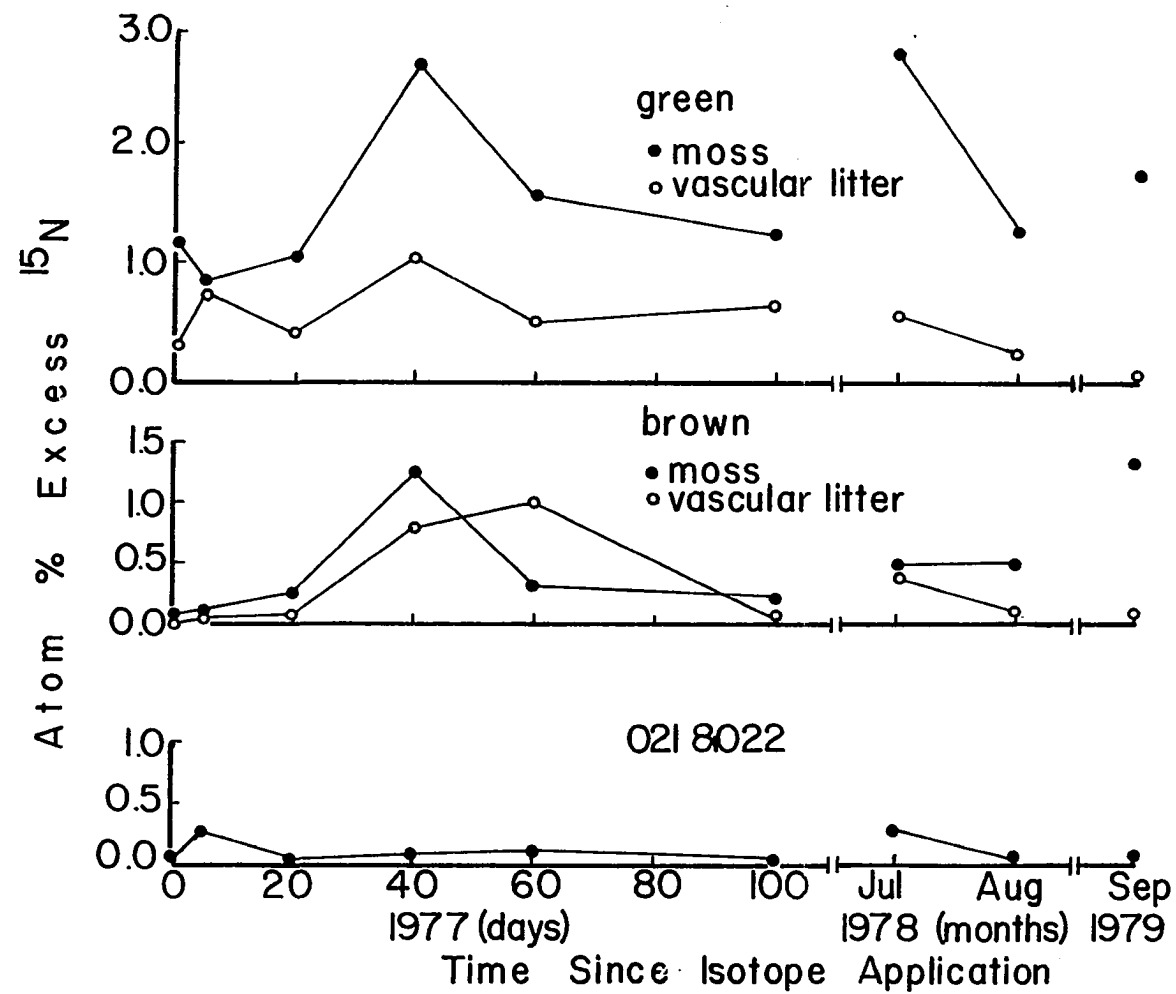 Atom % Excess 15N
3.0
2.0
1.0
0.0
green
moss
vascular litter
1.5
1.0
0.5
0.0
brown
moss
vascular litter
1.0
0.5
0.0
021 & 022
0 20 40 60 80 100 Jul Aug Sep
1977 (days) 1978 (months) 1979
Time Since Isotope Application